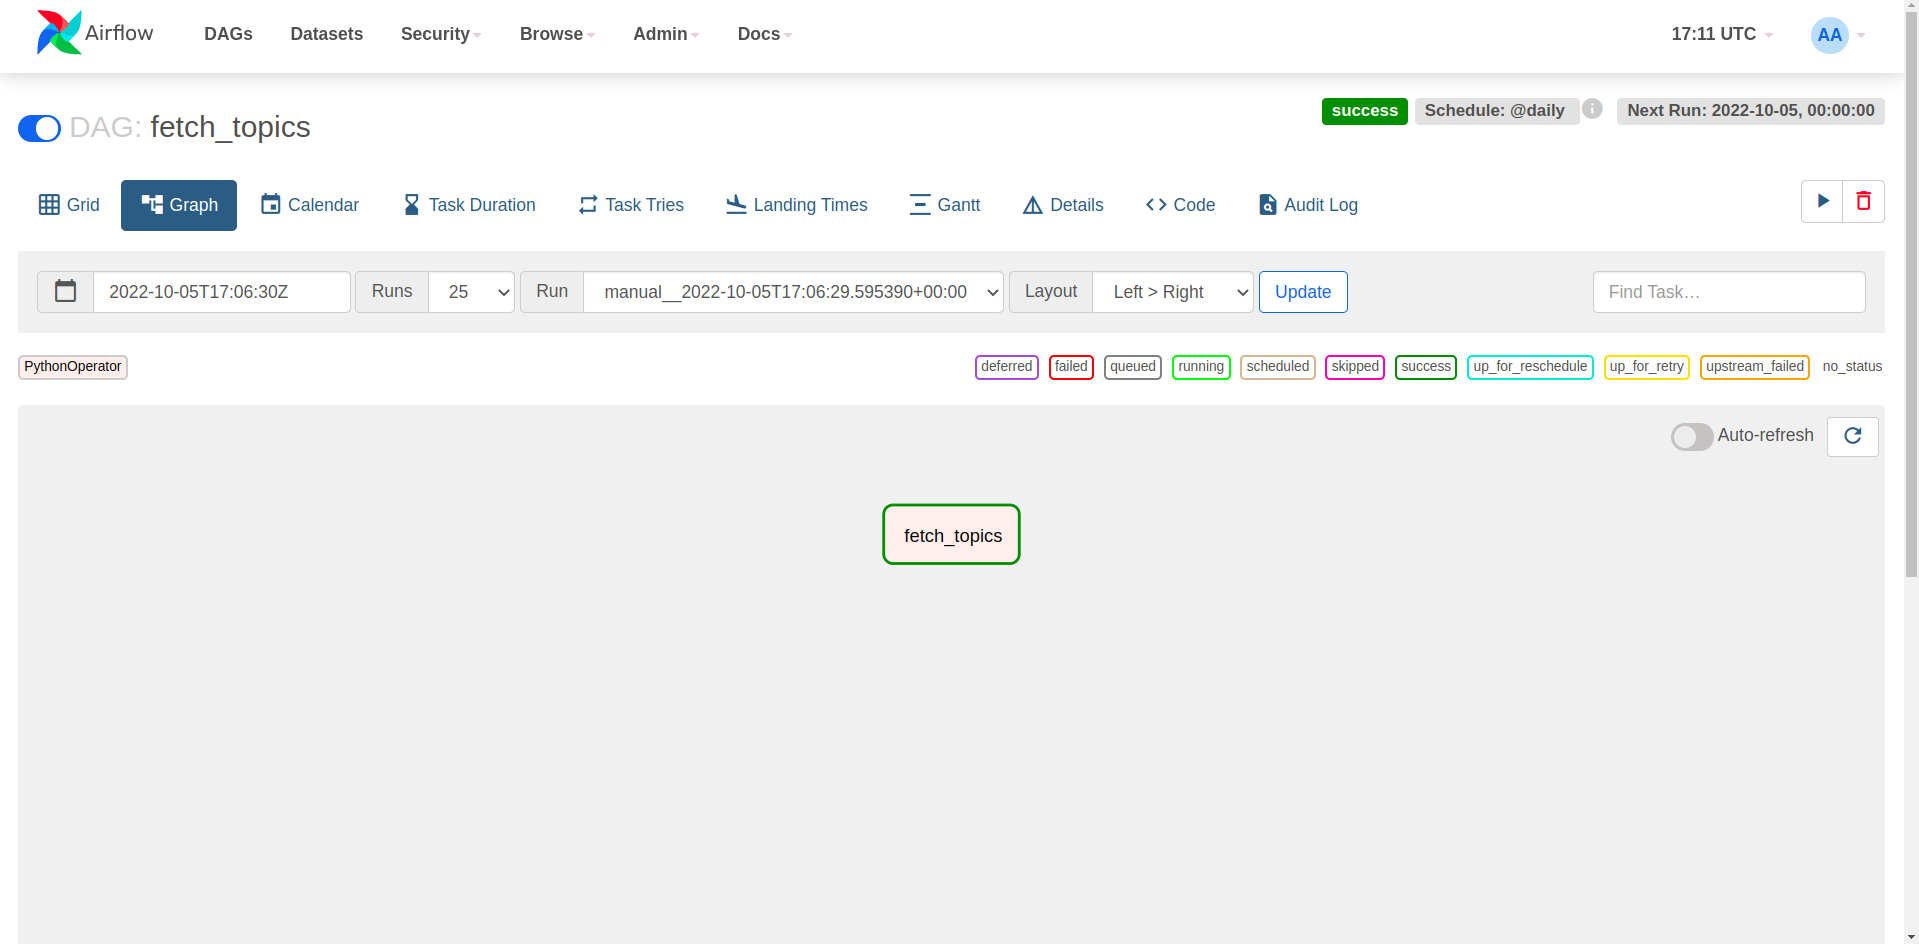 Airflow DAGs Datasets Security Browse Admin Docs 17:11 UTC AA
DAG: fetch_topics success Schedule: @daily i Next Run: 2022-10-05, 00:00:00
Grid Graph Calendar Task Duration Task Tries Landing Times Gantt Details Code Audit Log
2022-10-05T17:06:30Z Runs 25 Run manual__2022-10-05T17:06:29.595390+00:00 Layout Left > Right Update Find Task...
PythonOperator deferred failed queued running scheduled skipped success up_for_reschedule up_for_retry upstream_failed no_status
Auto-refresh
fetch_topics